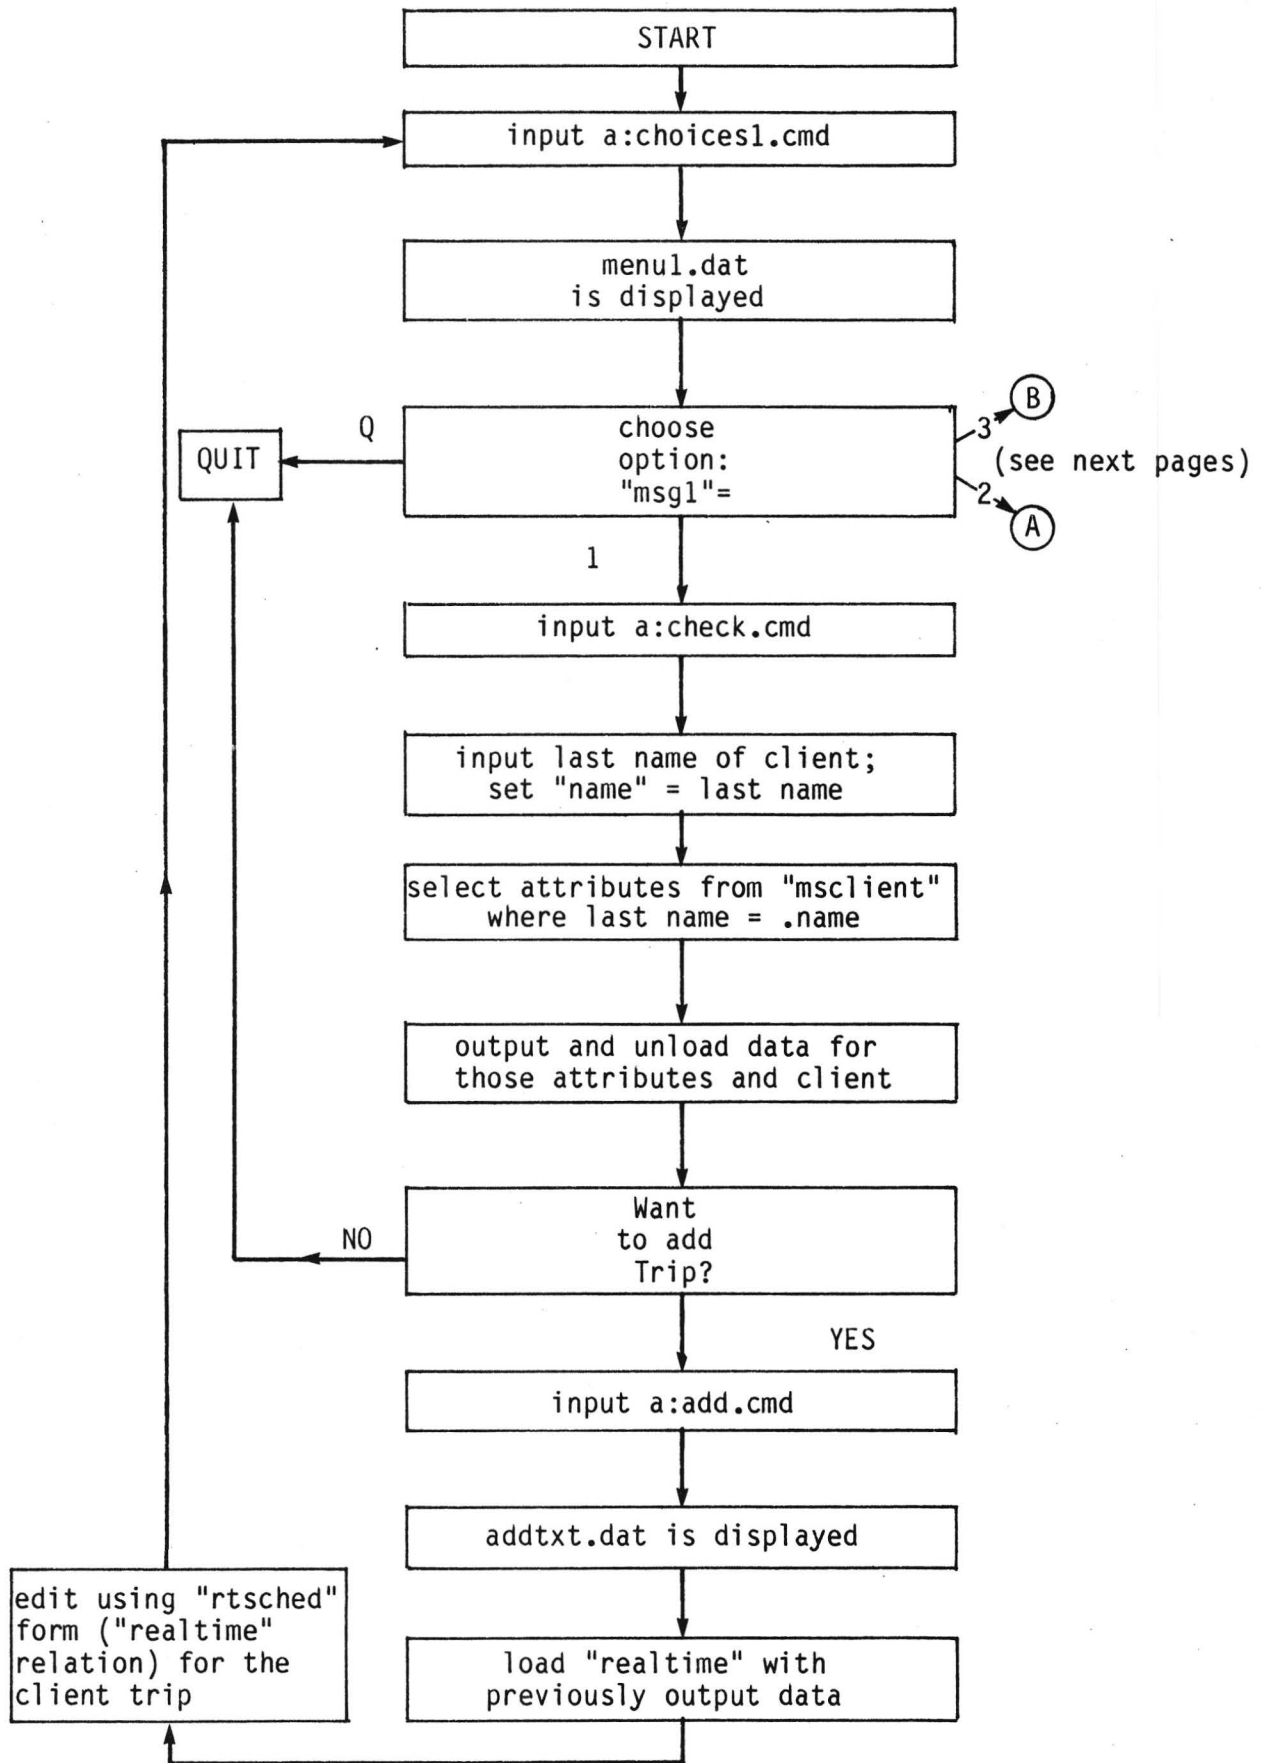 START
input a:choices1.cmd
menu1.dat
is displayed
B
3
Q
choose
option:
"msg1"=
QUIT
(see next pages)
2
A
1
input a:check.cmd
input last name of client;
set "name" = last name
select attributes from "msclient"
where last name = .name
output and unload data for
those attributes and client
Want
to add
Trip?
NO
YES
input a:add.cmd
addtxt.dat is displayed
edit using "rtsched"
form ("realtime"
relation) for the
client trip
load "realtime" with
previously output data